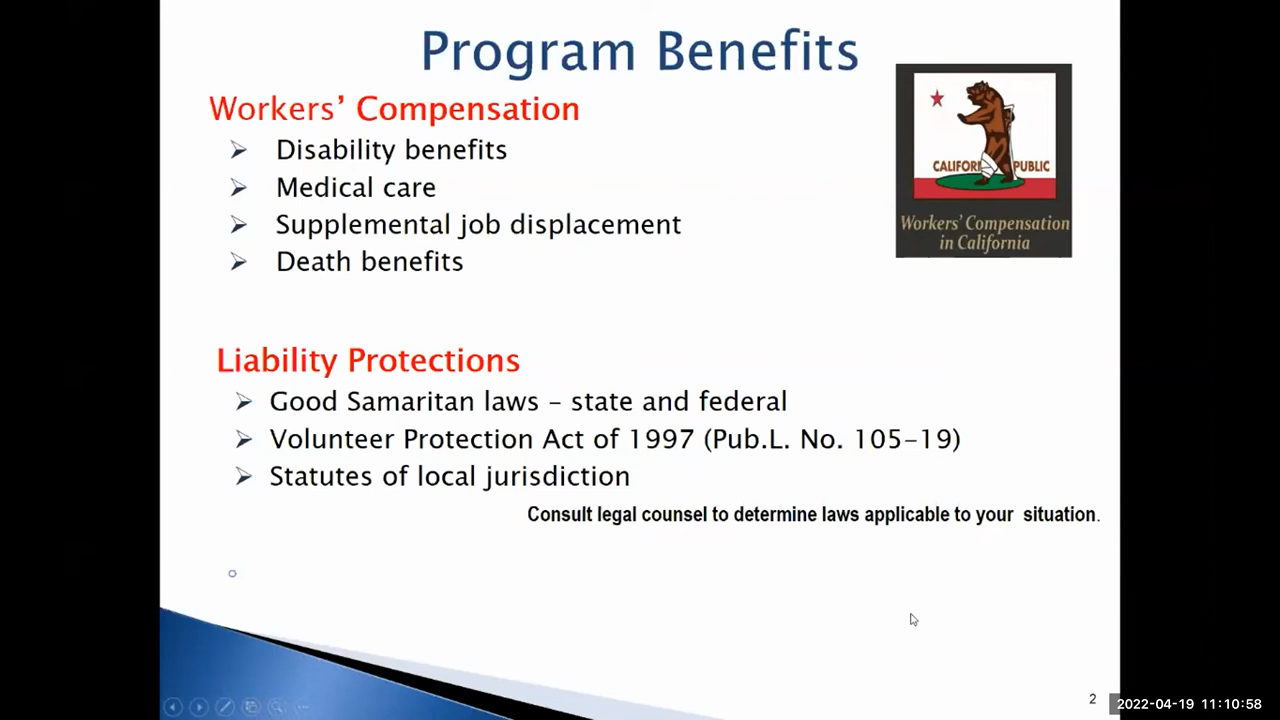 Program Benefits
Workers' Compensation
Disability benefits
Medical care
Supplemental job displacement
Death benefits
CALIFOR PUBLIC
Workers' Compensation
in California
Liability Protections
Good Samaritan laws – state and federal
Volunteer Protection Act of 1997 (Pub.L. No. 105-19)
Statutes of local jurisdiction
Consult legal counsel to determine laws applicable to your situation.
2
2022-04-19 11:10:58